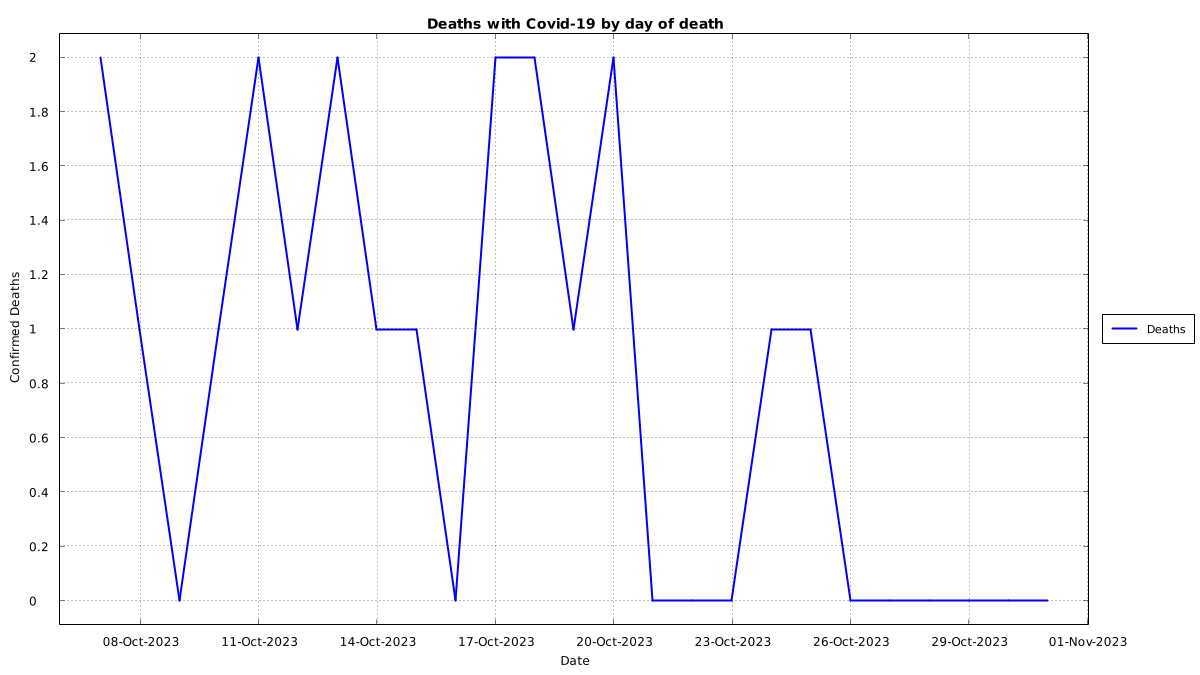 Deaths with Covid-19 by day of death
2
1.8
1.6
1.4
1.2
1
0.8
0.6
0.4
0.2
0
Confirmed Deaths
08-Oct-2023 11-Oct-2023 14-Oct-2023 17-Oct-2023 20-Oct-2023 23-Oct-2023 26-Oct-2023 29-Oct-2023 01-Nov-2023
Date
Deaths